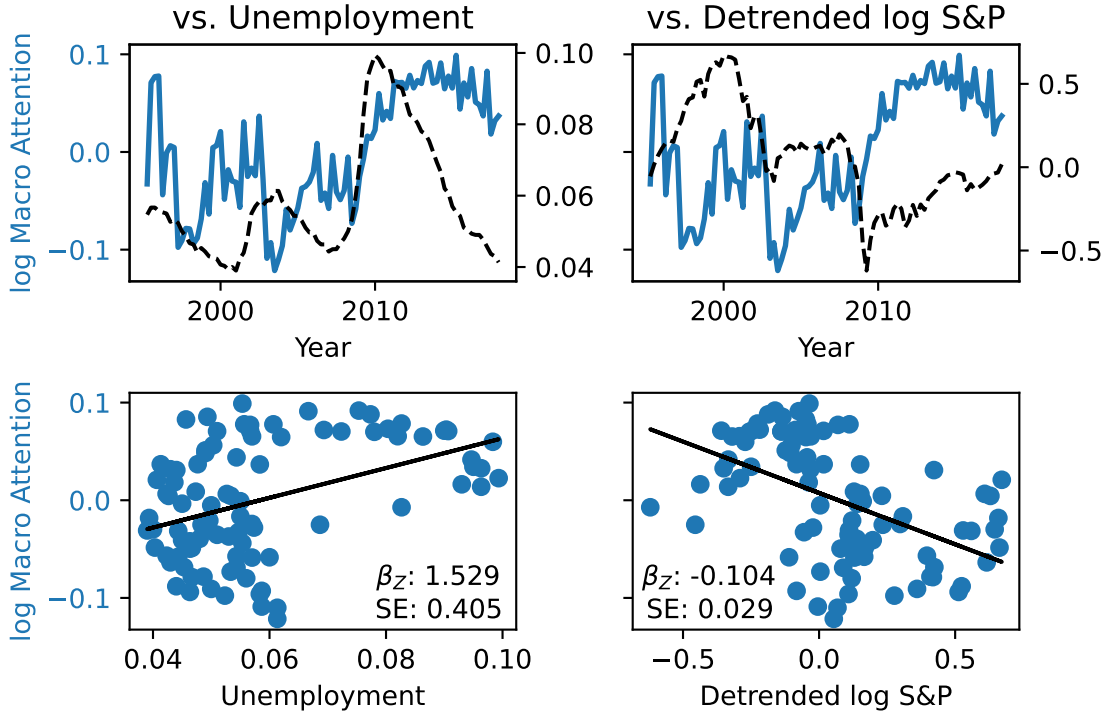 vs. Unemployment
vs. Detrended log S&P
log Macro Attention
0.1
0.0
−0.1
0.10
0.08
0.06
0.04
2000
2010
Year
0.5
0.0
−0.5
2000
2010
Year
log Macro Attention
0.1
0.0
−0.1
β_Z: 1.529
SE: 0.405
0.04
0.06
0.08
0.10
Unemployment
β_Z: -0.104
SE: 0.029
−0.5
0.0
0.5
Detrended log S&P